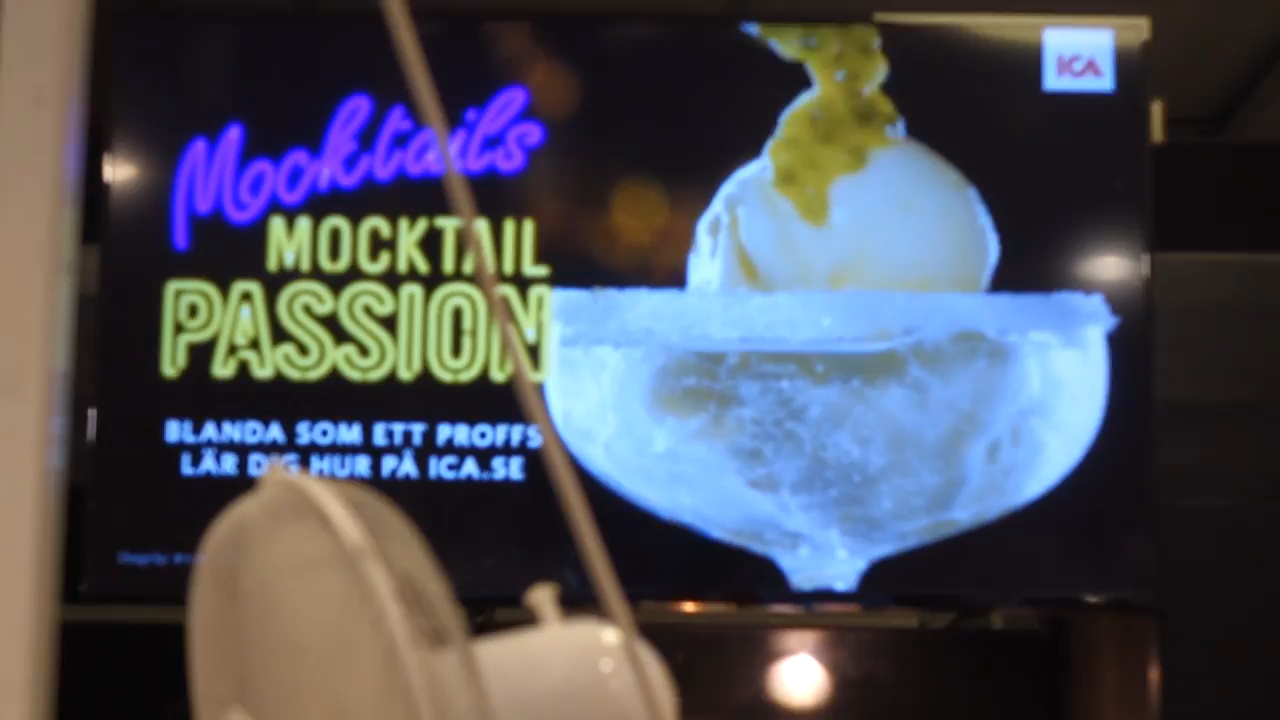 ICA
Mocktails
MOCKTAIL
PASSION
BLANDA SOM ETT PROFFS
LÄR DIG HUR PÅ ICA.SE